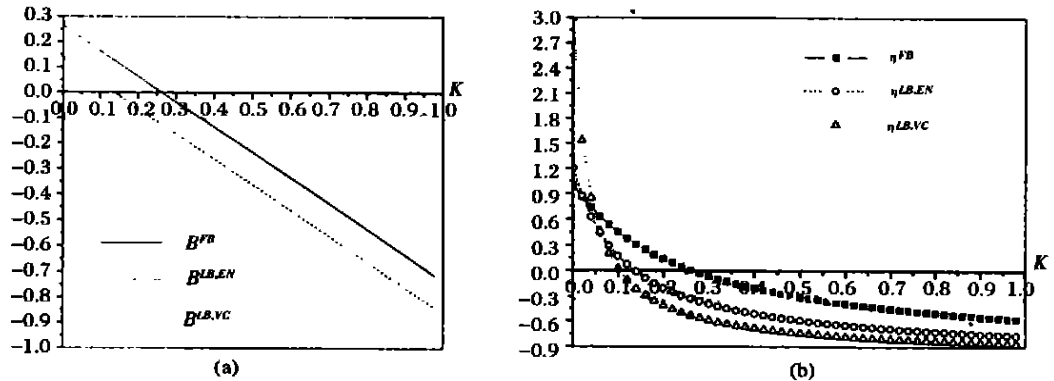 0.3
0.2
0.1
0.0
-0.1
-0.2
-0.3
-0.4
-0.5
-0.6
-0.7
-0.8
-0.9
-1.0
0.0 0.1 0.2 0.3 0.4 0.5 0.6 0.7 0.8 0.9 1.0
K
B^{FB}
B^{LB,EN}
B^{LB,VC}
(a)
3.0
2.7
2.4
2.1
1.8
1.5
1.2
0.9
0.6
0.3
0.0
-0.3
-0.6
-0.9
0.1 0.2 0.3 0.4 0.5 0.6 0.7 0.8 0.9 1.0
K
η^{FB}
η^{LB,EN}
η^{LB,VC}
(b)